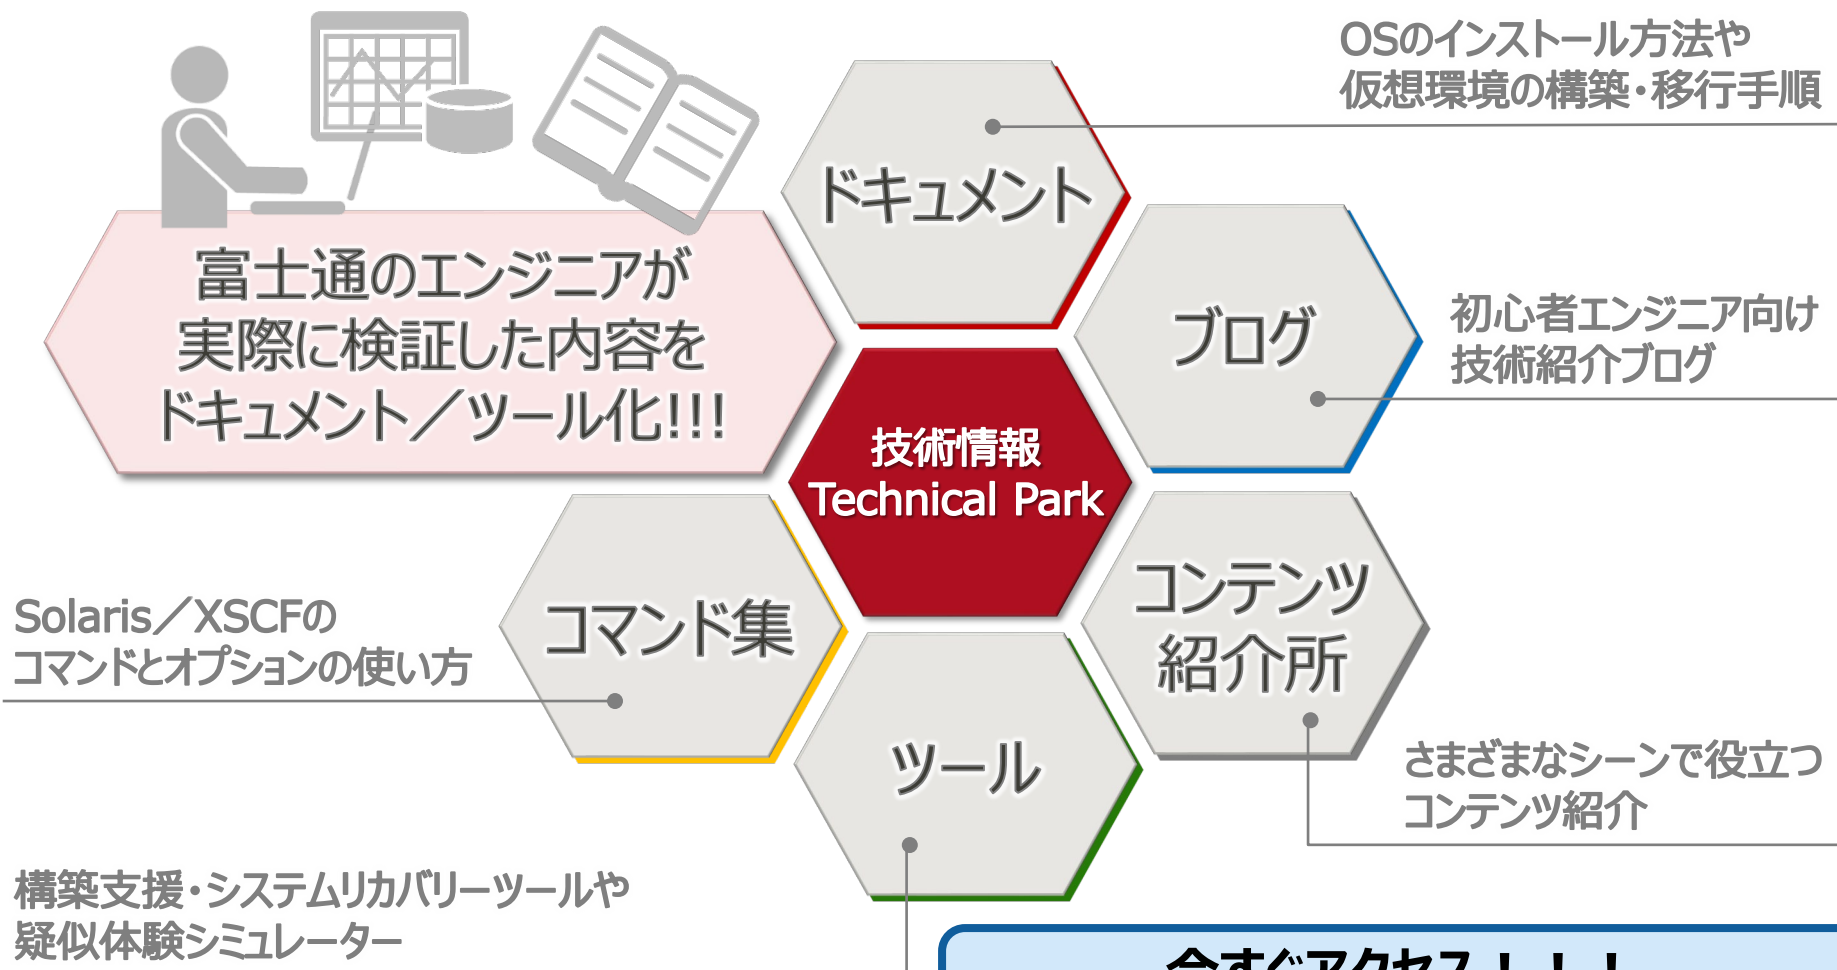 OSのインストール方法や
仮想環境の構築・移行手順
ドキュメント
富士通のエンジニアが
実際に検証した内容を
ドキュメント／ツール化!!!
ブログ
初心者エンジニア向け
技術紹介ブログ
技術情報
Technical Park
コンテンツ
紹介所
Solaris／XSCFの
コマンドとオプションの使い方
コマンド集
ツール
さまざまなシーンで役立つ
コンテンツ紹介
構築支援・システムリカバリーツールや
疑似体験シミュレーター
今すぐアクセス！！！